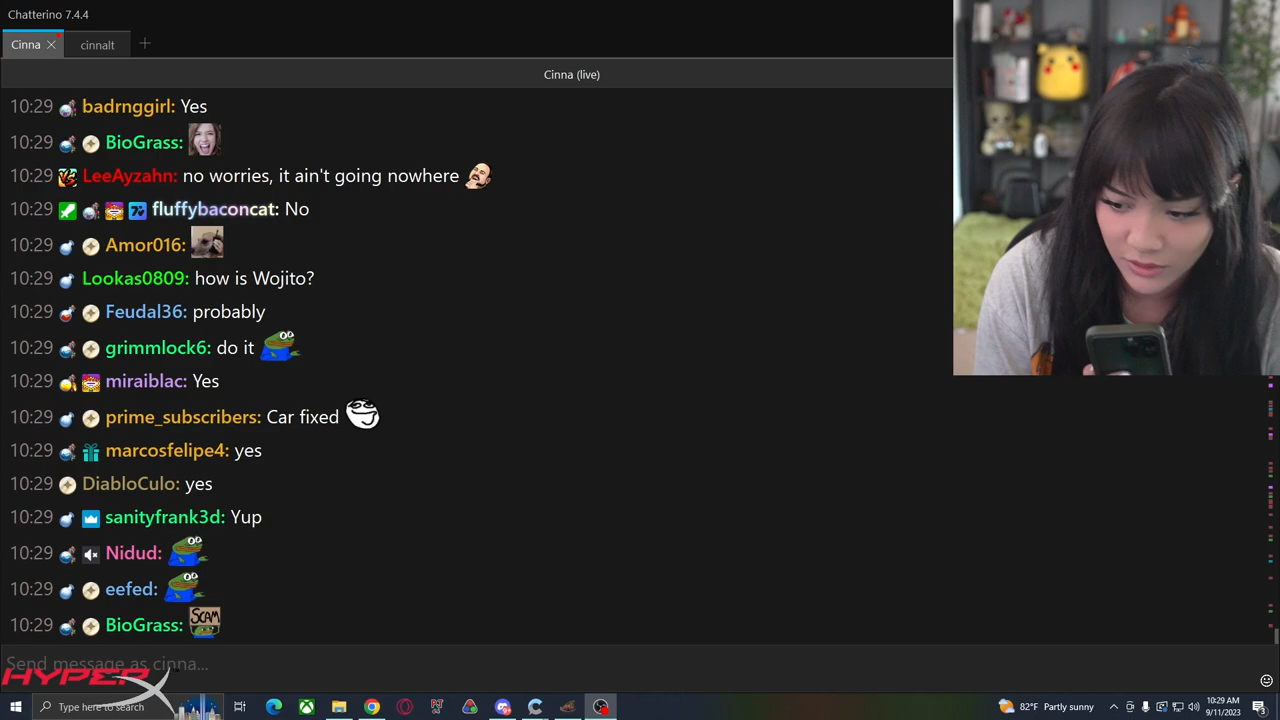 Chatterino 7.4.4
Cinna
cinnalt
Cinna (live)
10:29 badrnggirl: Yes
10:29 BioGrass:
10:29 LeeAyzahn: no worries, it ain't going nowhere
10:29 fluffybaconcat: No
10:29 Amor016:
10:29 Lookas0809: how is Wojito?
10:29 Feudal36: probably
10:29 grimmlock6: do it
10:29 miraiblac: Yes
10:29 prime_subscribers: Car fixed
10:29 marcosfelipe4: yes
10:29 DiabloCulo: yes
10:29 sanityfrank3d: Yup
10:29 Nidud:
10:29 eefed:
10:29 BioGrass: SCAM
Send message as cinna...
HYPERX
Type here to search
82°F Partly sunny
10:29 AM
9/11/2023
3